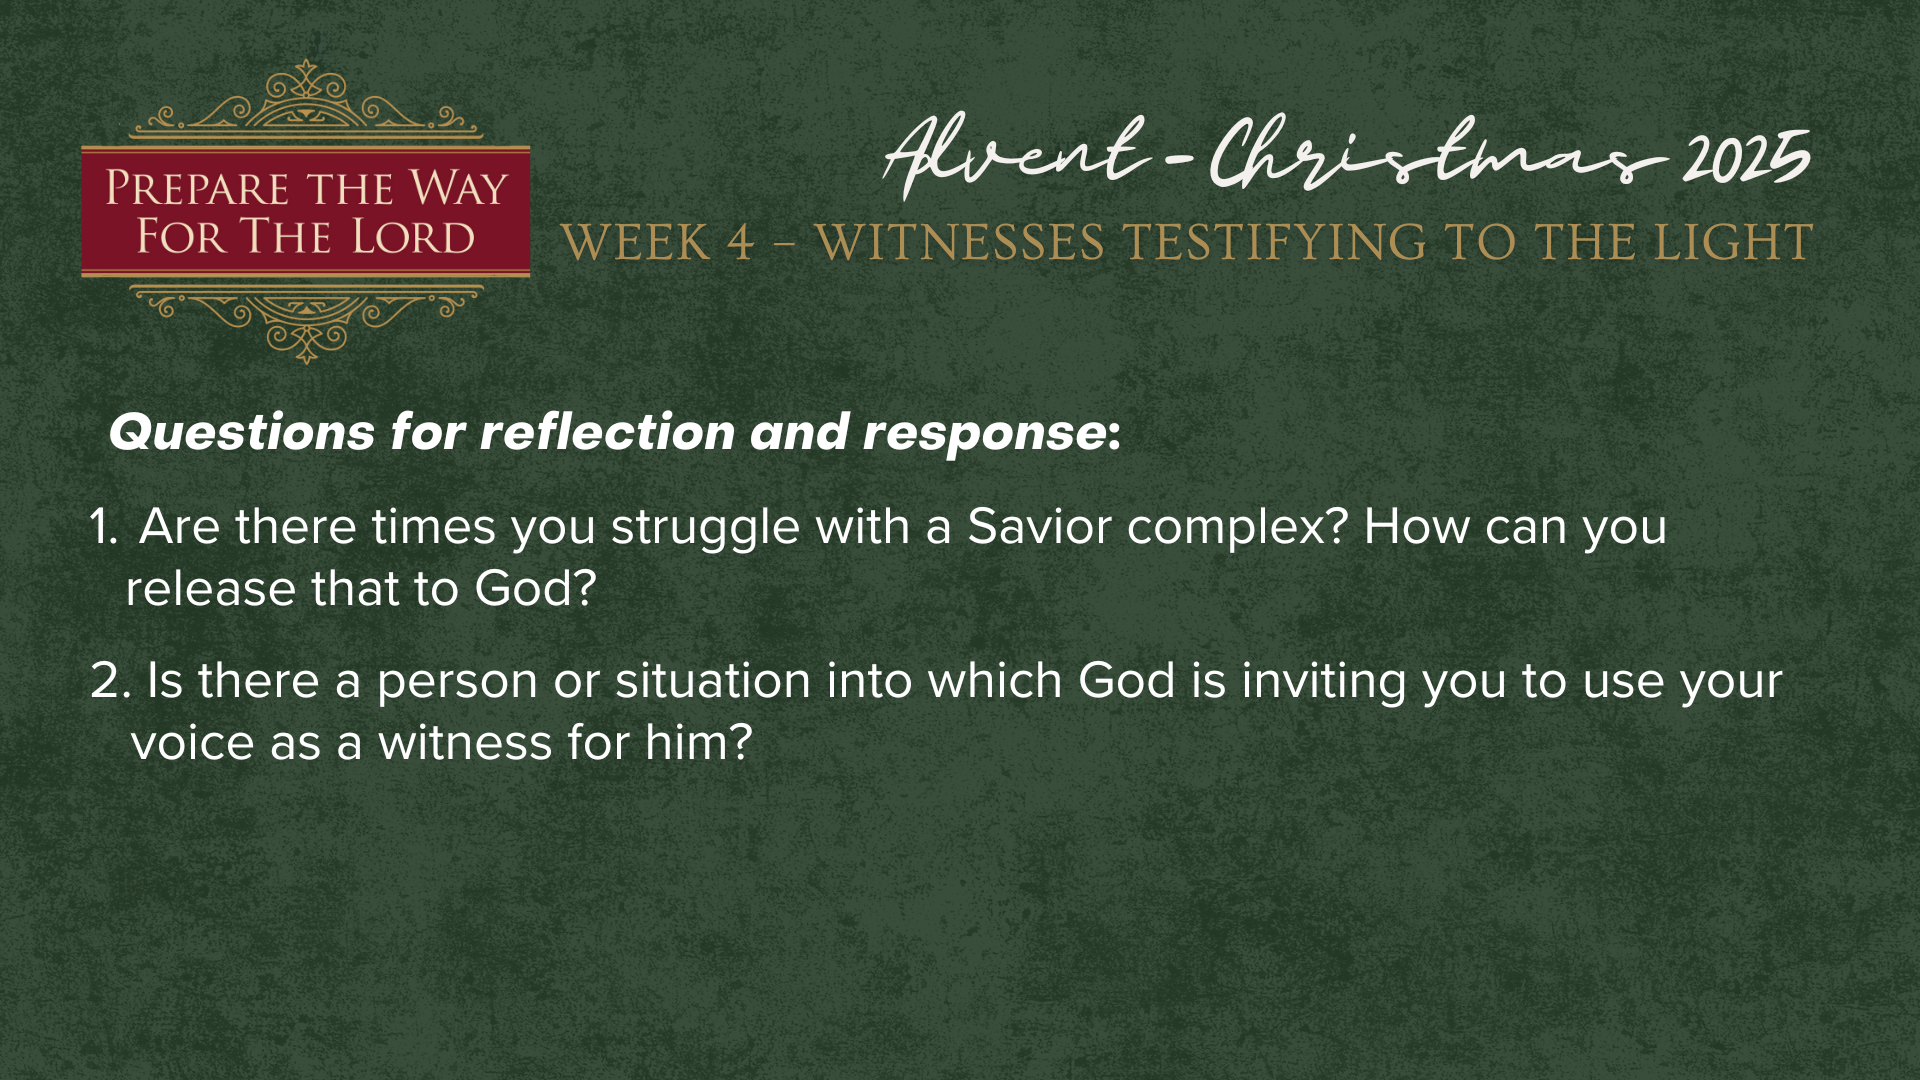 Prepare the Way
For The Lord
Advent - Christmas 2025
WEEK 4 – WITNESSES TESTIFYING TO THE LIGHT
Questions for reflection and response:
1. Are there times you struggle with a Savior complex? How can you
release that to God?
2. Is there a person or situation into which God is inviting you to use your
voice as a witness for him?